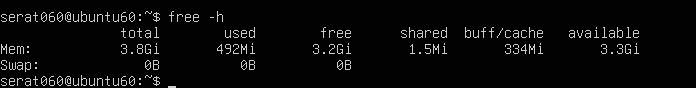 serat060@ubuntu60:~$ free -h
               total        used        free      shared  buff/cache   available
Mem:           3.8Gi       492Mi       3.2Gi       1.5Mi       334Mi       3.3Gi
Swap:             0B          0B          0B
serat060@ubuntu60:~$ _